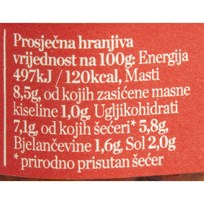 Prosječna hranjiva
vrijednost na 100g: Energija
497kJ / 120kcal, Masti
8,5g, od kojih zasićene masne
kiseline 1,0g, Ugljikohidrati
7,1g, od kojih šećeri* 5,8g,
Bjelančevine 1,6g, Sol 2,0g
*prirodno prisutan šećer